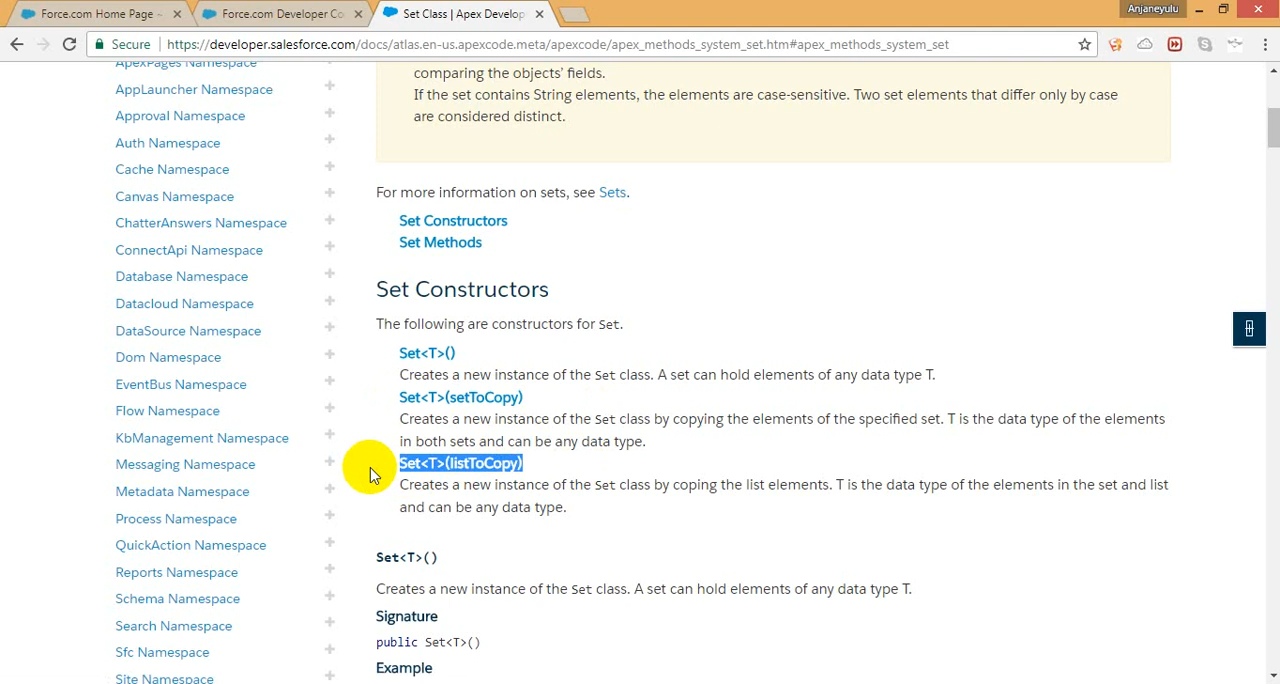 Force.com Home Page ~
Force.com Developer Co
Set Class | Apex Develop
Anjaneyulu
Secure
https://developer.salesforce.com/docs/atlas.en-us.apexcode.meta/apexcode/apex_methods_system_set.htm#apex_methods_system_set
ApexPages Namespace
AppLauncher Namespace
Approval Namespace
Auth Namespace
Cache Namespace
Canvas Namespace
ChatterAnswers Namespace
ConnectApi Namespace
Database Namespace
Datacloud Namespace
DataSource Namespace
Dom Namespace
EventBus Namespace
Flow Namespace
KbManagement Namespace
Messaging Namespace
Metadata Namespace
Process Namespace
QuickAction Namespace
Reports Namespace
Schema Namespace
Search Namespace
Sfc Namespace
Site Namespace
comparing the objects' fields.
If the set contains String elements, the elements are case-sensitive. Two set elements that differ only by case
are considered distinct.
For more information on sets, see Sets.
Set Constructors
Set Methods
Set Constructors
The following are constructors for Set.
Set<T>()
Creates a new instance of the Set class. A set can hold elements of any data type T.
Set<T>(setToCopy)
Creates a new instance of the Set class by copying the elements of the specified set. T is the data type of the elements
in both sets and can be any data type.
Set<T>(listToCopy)
Creates a new instance of the Set class by coping the list elements. T is the data type of the elements in the set and list
and can be any data type.
Set<T>()
Creates a new instance of the Set class. A set can hold elements of any data type T.
Signature
public Set<T>()
Example